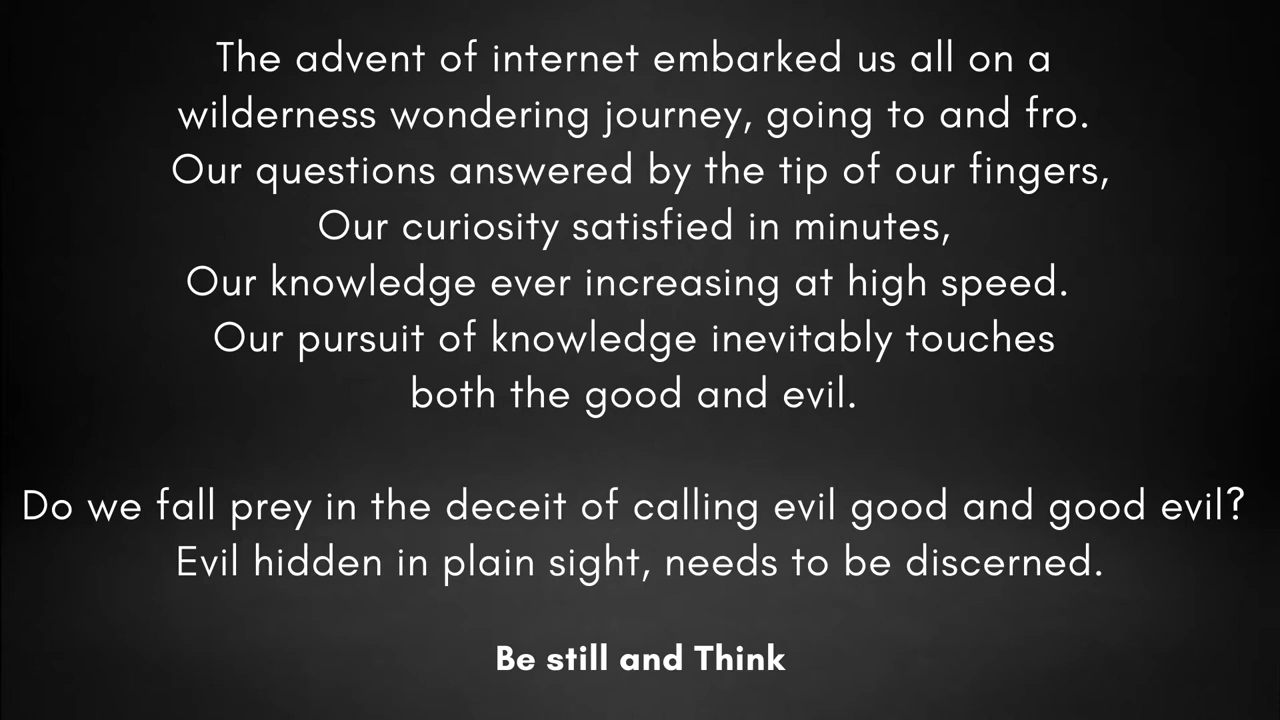 The advent of internet embarked us all on a
wilderness wondering journey, going to and fro.
Our questions answered by the tip of our fingers,
Our curiosity satisfied in minutes,
Our knowledge ever increasing at high speed.
Our pursuit of knowledge inevitably touches
both the good and evil.
Do we fall prey in the deceit of calling evil good and good evil?
Evil hidden in plain sight, needs to be discerned.
Be still and Think